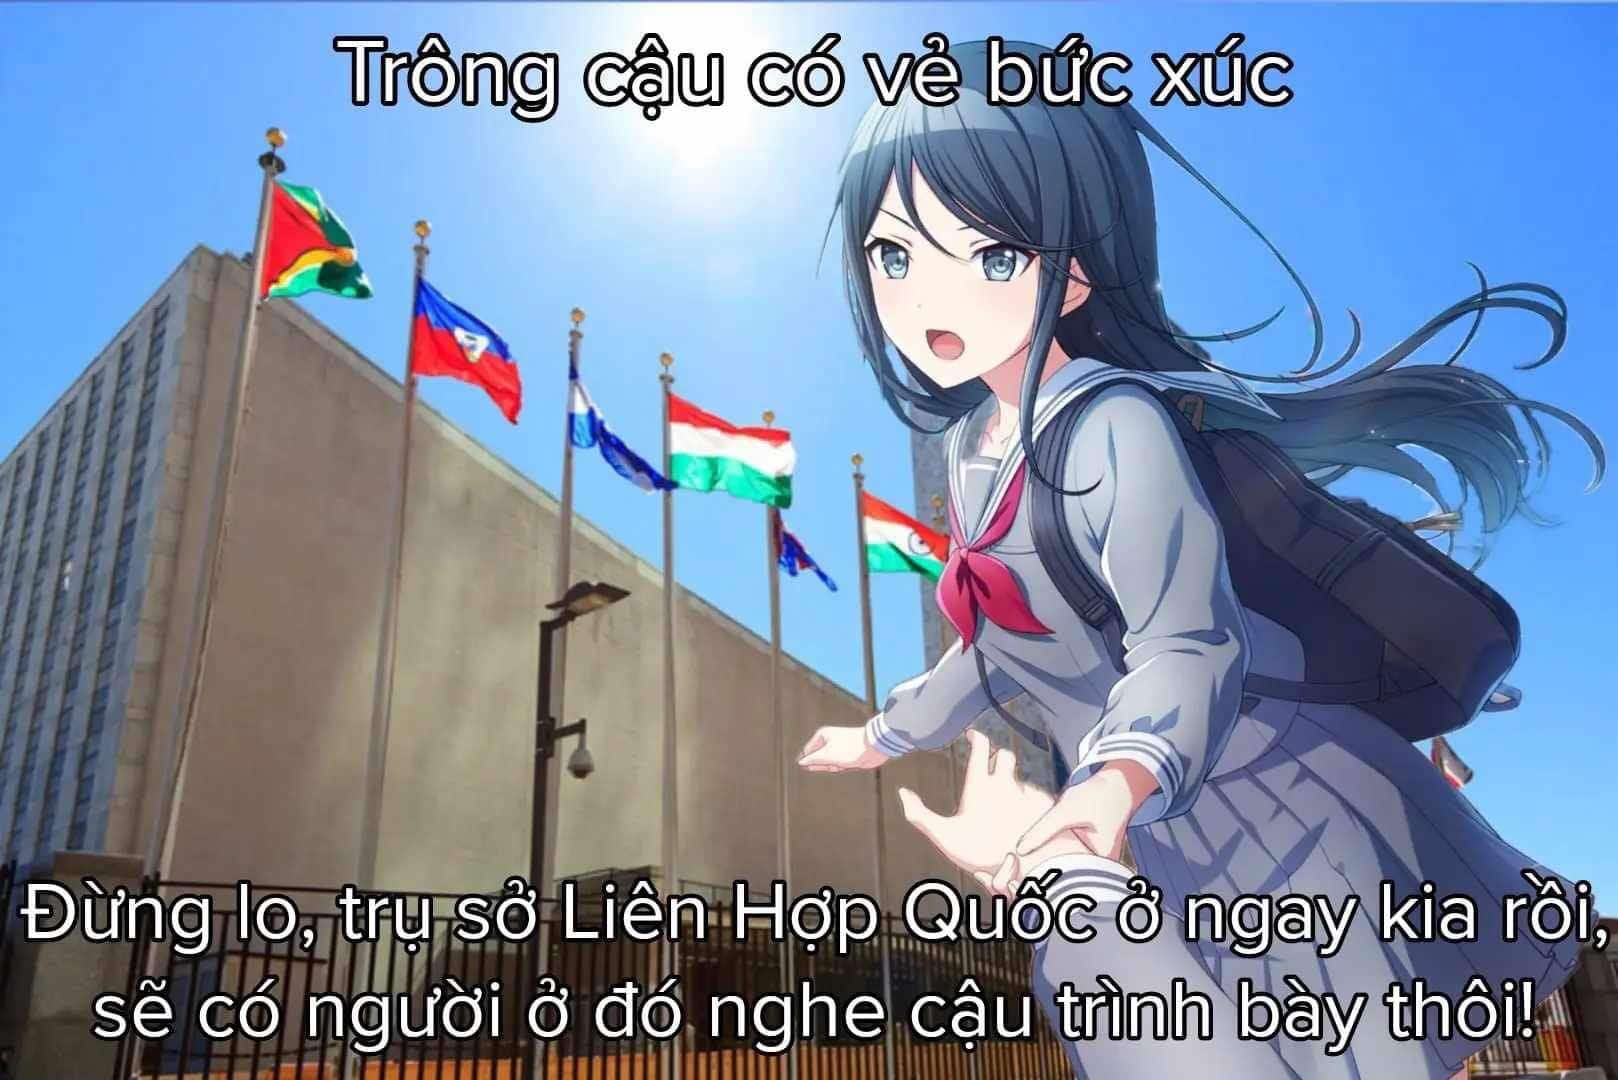 Trông cậu có vẻ bức xúc
Đừng lo, trụ sở Liên Hợp Quốc ở ngay kia rồi,
sẽ có người ở đó nghe cậu trình bày thôi!